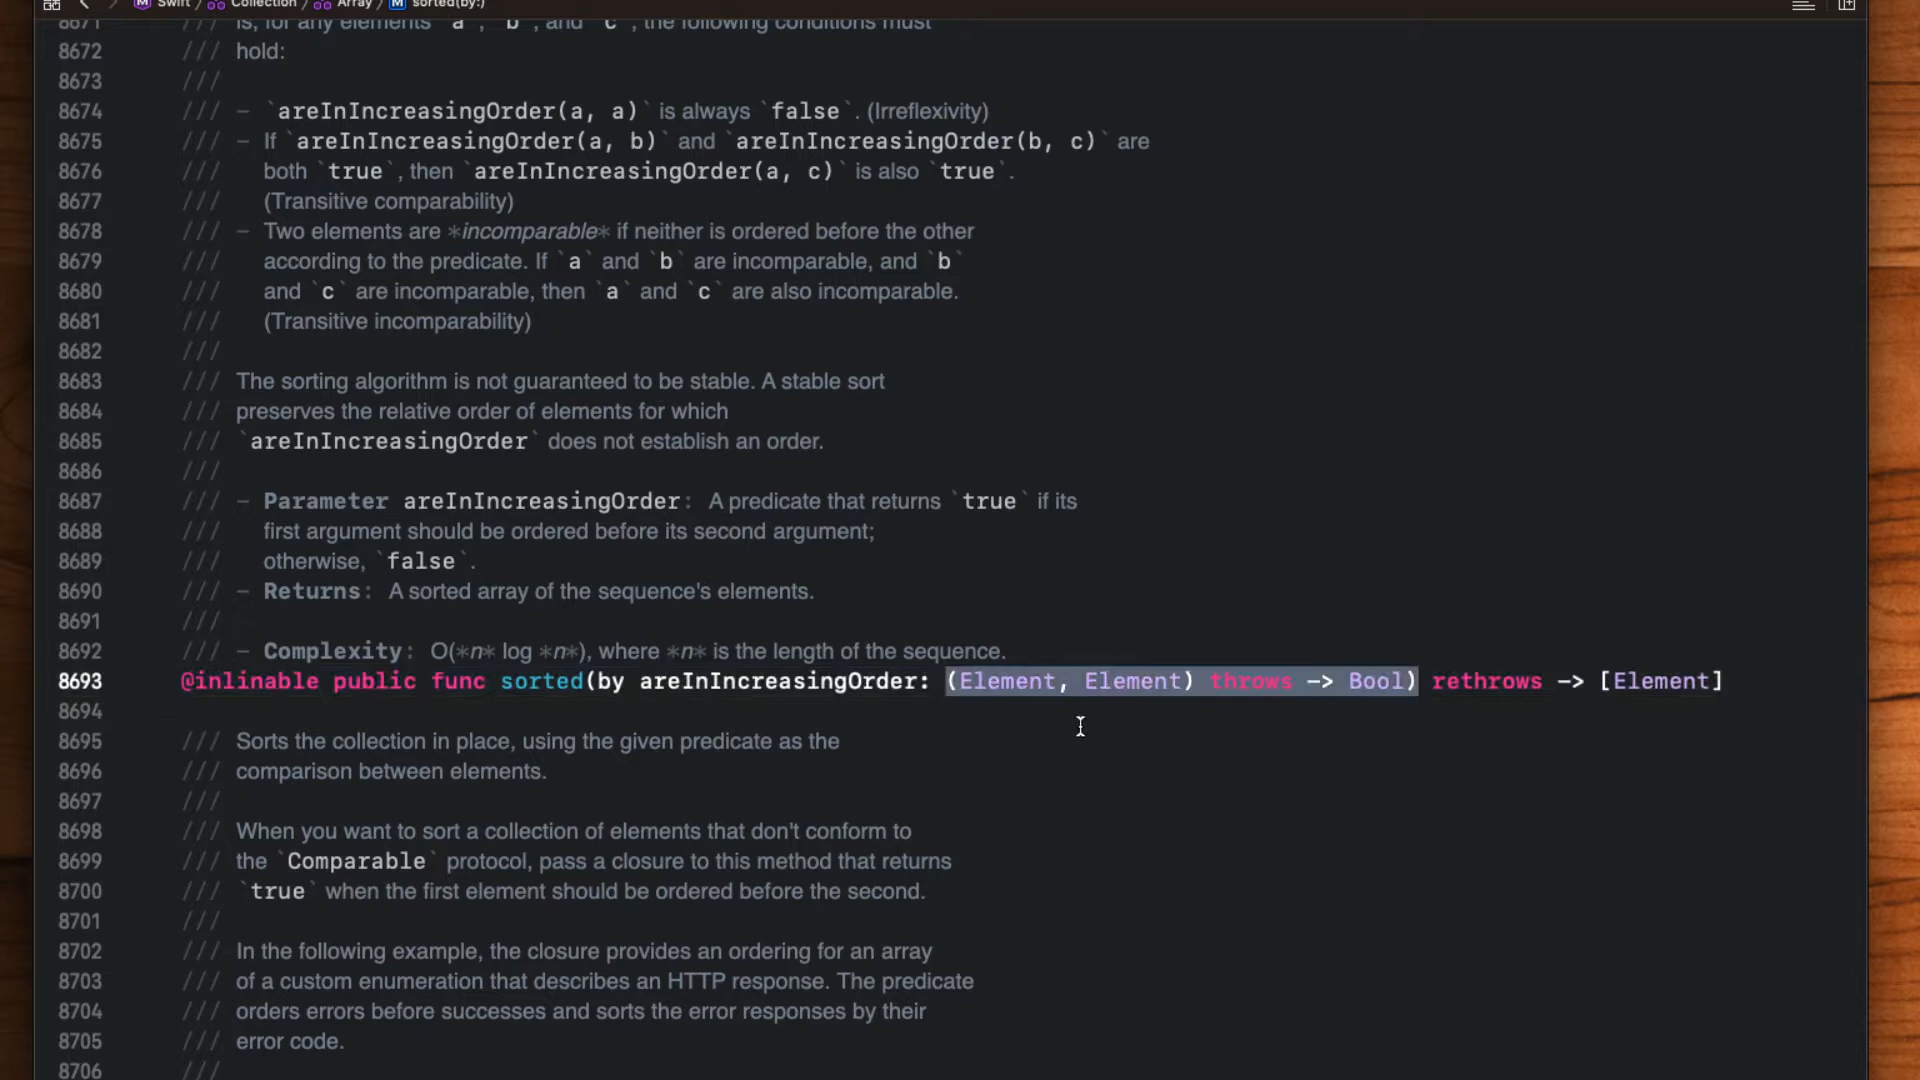 Swift Collection Array M sorted(by:)
8671 /// is, for any elements `a`, `b`, and `c`, the following conditions must
8672 /// hold:
8673 ///
8674 /// - `areInIncreasingOrder(a, a)` is always `false`. (Irreflexivity)
8675 /// - If `areInIncreasingOrder(a, b)` and `areInIncreasingOrder(b, c)` are
8676 /// both `true`, then `areInIncreasingOrder(a, c)` is also `true`.
8677 /// (Transitive comparability)
8678 /// - Two elements are *incomparable* if neither is ordered before the other
8679 /// according to the predicate. If `a` and `b` are incomparable, and `b`
8680 /// and `c` are incomparable, then `a` and `c` are also incomparable.
8681 /// (Transitive incomparability)
8682 ///
8683 /// The sorting algorithm is not guaranteed to be stable. A stable sort
8684 /// preserves the relative order of elements for which
8685 /// `areInIncreasingOrder` does not establish an order.
8686 ///
8687 /// - Parameter areInIncreasingOrder: A predicate that returns `true` if its
8688 /// first argument should be ordered before its second argument;
8689 /// otherwise, `false`.
8690 /// - Returns: A sorted array of the sequence's elements.
8691 ///
8692 /// - Complexity: O(*n* log *n*), where *n* is the length of the sequence.
8693 @inlinable public func sorted(by areInIncreasingOrder: (Element, Element) throws -> Bool) rethrows -> [Element]
8694
8695 /// Sorts the collection in place, using the given predicate as the
8696 /// comparison between elements.
8697 ///
8698 /// When you want to sort a collection of elements that don't conform to
8699 /// the `Comparable` protocol, pass a closure to this method that returns
8700 /// `true` when the first element should be ordered before the second.
8701 ///
8702 /// In the following example, the closure provides an ordering for an array
8703 /// of a custom enumeration that describes an HTTP response. The predicate
8704 /// orders errors before successes and sorts the error responses by their
8705 /// error code.
8706 ///